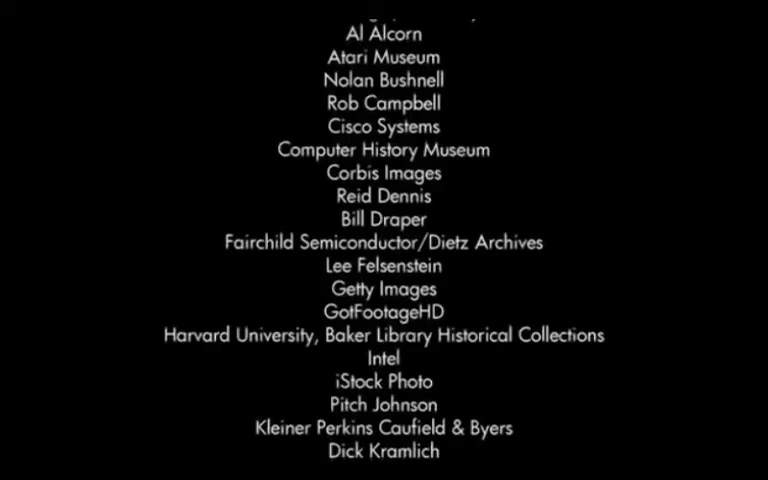 Al Alcorn
Atari Museum
Nolan Bushnell
Rob Campbell
Cisco Systems
Computer History Museum
Corbis Images
Reid Dennis
Bill Draper
Fairchild Semiconductor/Dietz Archives
Lee Felsenstein
Getty Images
GotFootageHD
Harvard University, Baker Library Historical Collections
Intel
iStock Photo
Pitch Johnson
Kleiner Perkins Caufield & Byers
Dick Kramlich